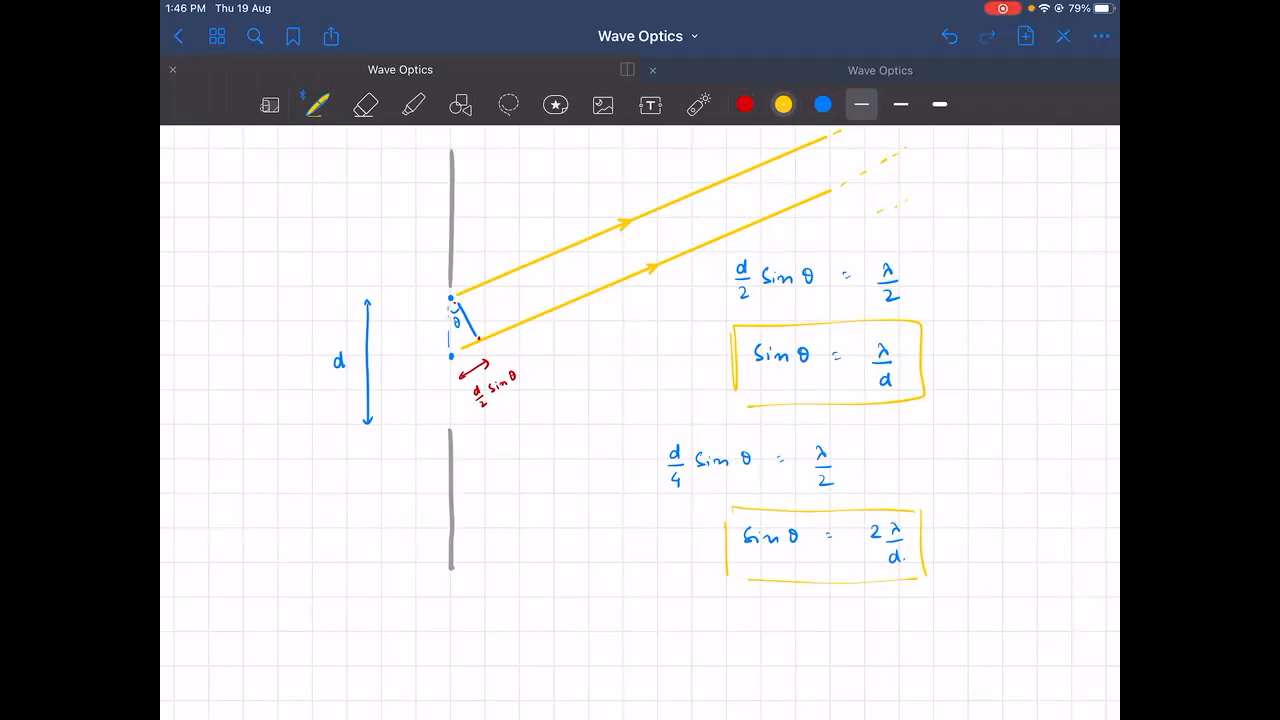 1:46 PM Thu 19 Aug
79%
Wave Optics
Wave Optics
Wave Optics
T
d/2 Sin θ = λ/2
θ
Sin θ = λ/d
d
d/2 Sin θ
d/4 Sin θ = λ/2
Sin θ = 2 λ/d.